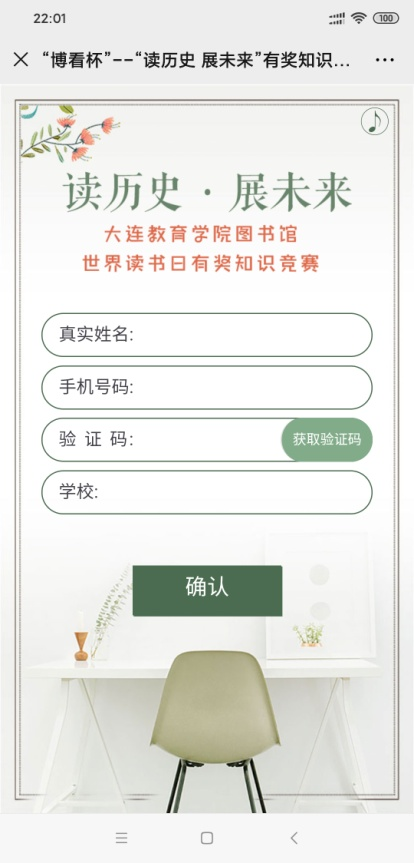 22:01
100
“博看杯”--“读历史 展未来”有奖知识...
读历史·展未来
大连教育学院图书馆
世界读书日有奖知识竞赛
真实姓名:
手机号码:
验 证 码:
获取验证码
学校:
确认